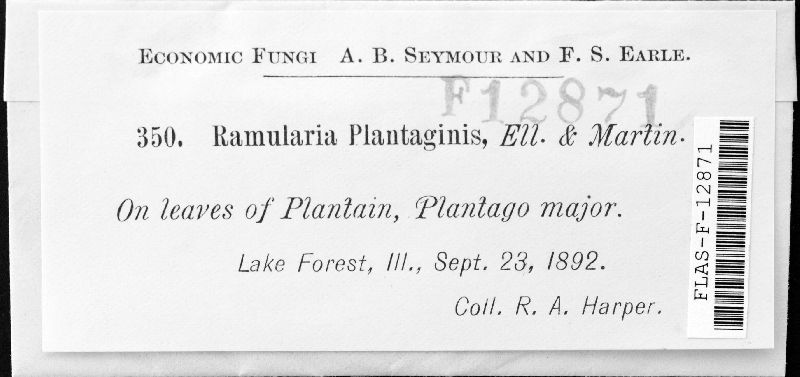 ECONOMIC FUNGI A. B. SEYMOUR AND F. S. EARLE.
F12871
350. Ramularia Plantaginis, Ell. & Martin.
On leaves of Plantain, Plantago major.
Lake Forest, Ill., Sept. 23, 1892.
Coll. R. A. Harper.
FLAS-F-12871